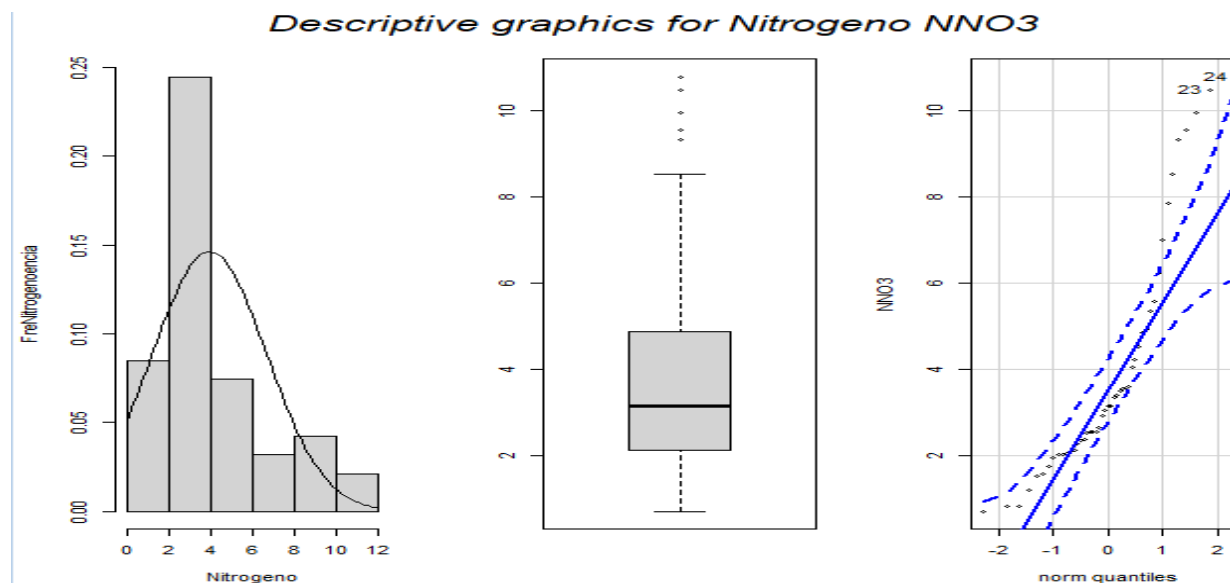 Descriptive graphics for Nitrogeno NNO3
FreNitrogenoencia
0.00 0.05 0.10 0.15 0.20 0.25
0 2 4 6 8 10 12
Nitrogeno
2 4 6 8 10
NNO3
2 4 6 8 10
23 24
-2 -1 0 1 2
norm quantiles